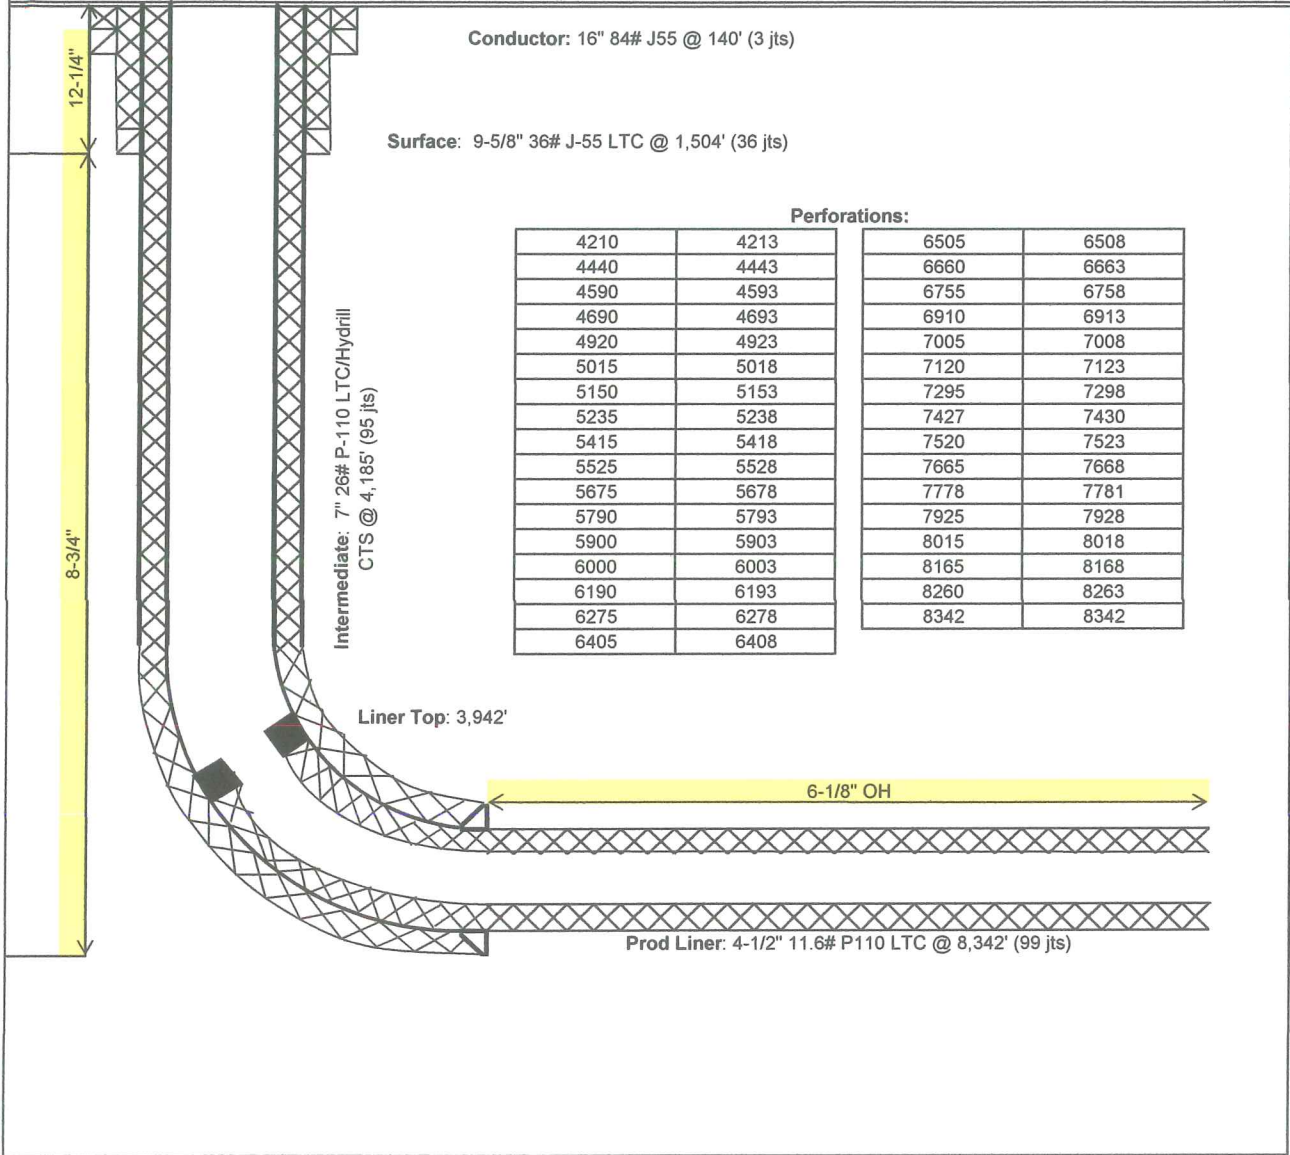 Conductor: 16" 84# J55 @ 140' (3 jts)
12-1/4"
Surface: 9-5/8" 36# J-55 LTC @ 1,504' (36 jts)
Perforations:
4210 4213 6505 6508
4440 4443 6660 6663
4590 4593 6755 6758
4690 4693 6910 6913
4920 4923 7005 7008
5015 5018 7120 7123
5150 5153 7295 7298
5235 5238 7427 7430
5415 5418 7520 7523
5525 5528 7665 7668
5675 5678 7778 7781
5790 5793 7925 7928
5900 5903 8015 8018
6000 6003 8165 8168
6190 6193 8260 8263
6275 6278 8342 8342
6405 6408
Intermediate: 7" 26# P-110 LTC/Hydrill
CTS @ 4,185' (95 jts)
8-3/4"
Liner Top: 3,942'
6-1/8" OH
Prod Liner: 4-1/2" 11.6# P110 LTC @ 8,342' (99 jts)